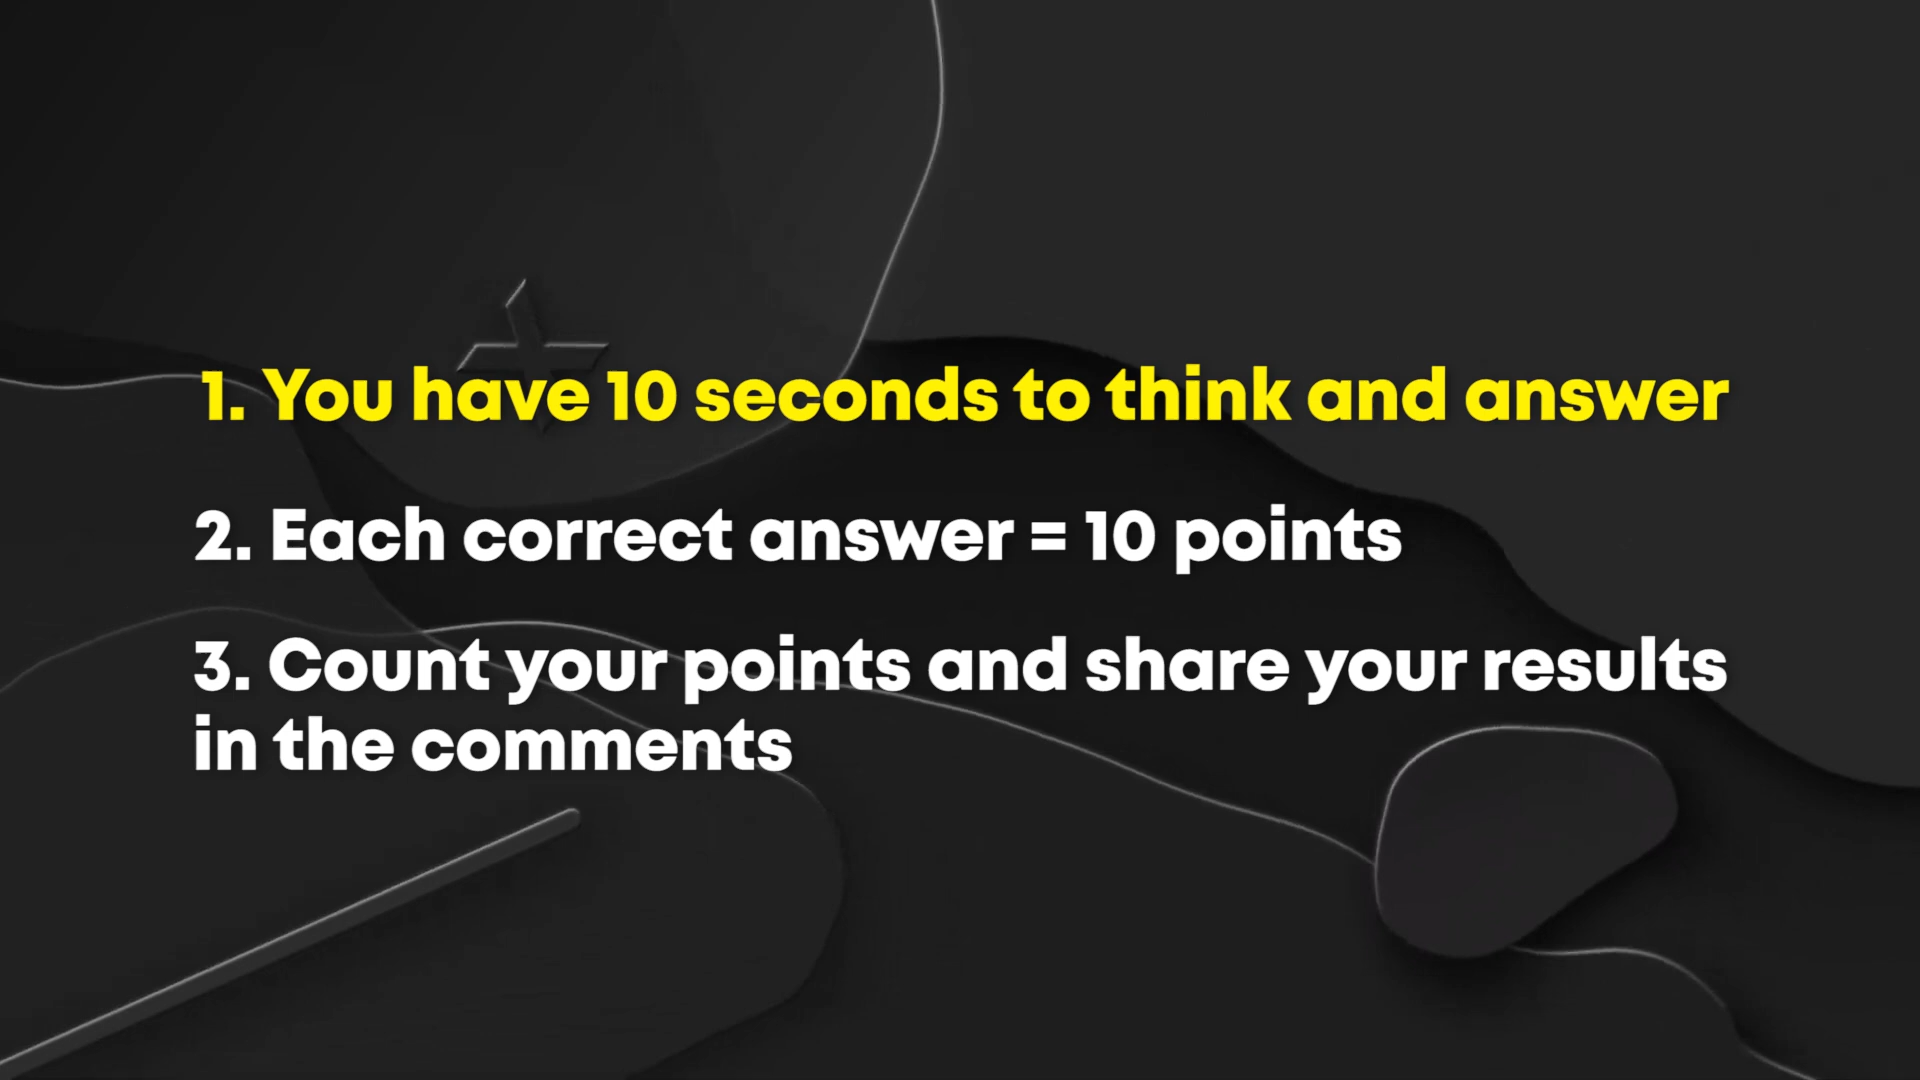 1. You have 10 seconds to think and answer
2. Each correct answer = 10 points
3. Count your points and share your results
in the comments